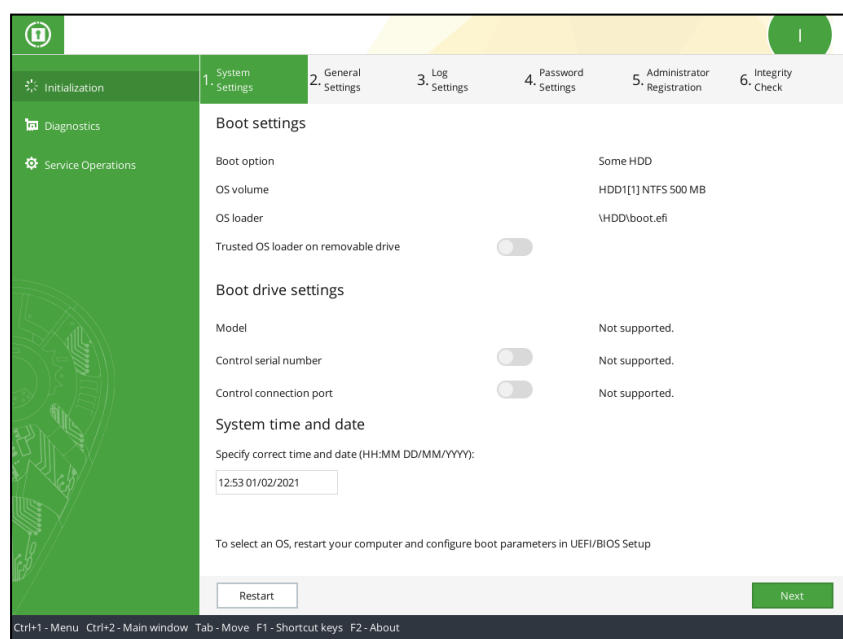 I
Initialization
Diagnostics
Service Operations
1. System Settings
2. General Settings
3. Log Settings
4. Password Settings
5. Administrator Registration
6. Integrity Check
Boot settings
Boot option Some HDD
OS volume HDD1[1] NTFS 500 MB
OS loader \HDD\boot.efi
Trusted OS loader on removable drive
Boot drive settings
Model Not supported.
Control serial number Not supported.
Control connection port Not supported.
System time and date
Specify correct time and date (HH:MM DD/MM/YYYY):
12:53 01/02/2021
To select an OS, restart your computer and configure boot parameters in UEFI/BIOS Setup
Restart Next
Ctrl+1 - Menu Ctrl+2 - Main window Tab - Move F1 - Shortcut keys F2 - About